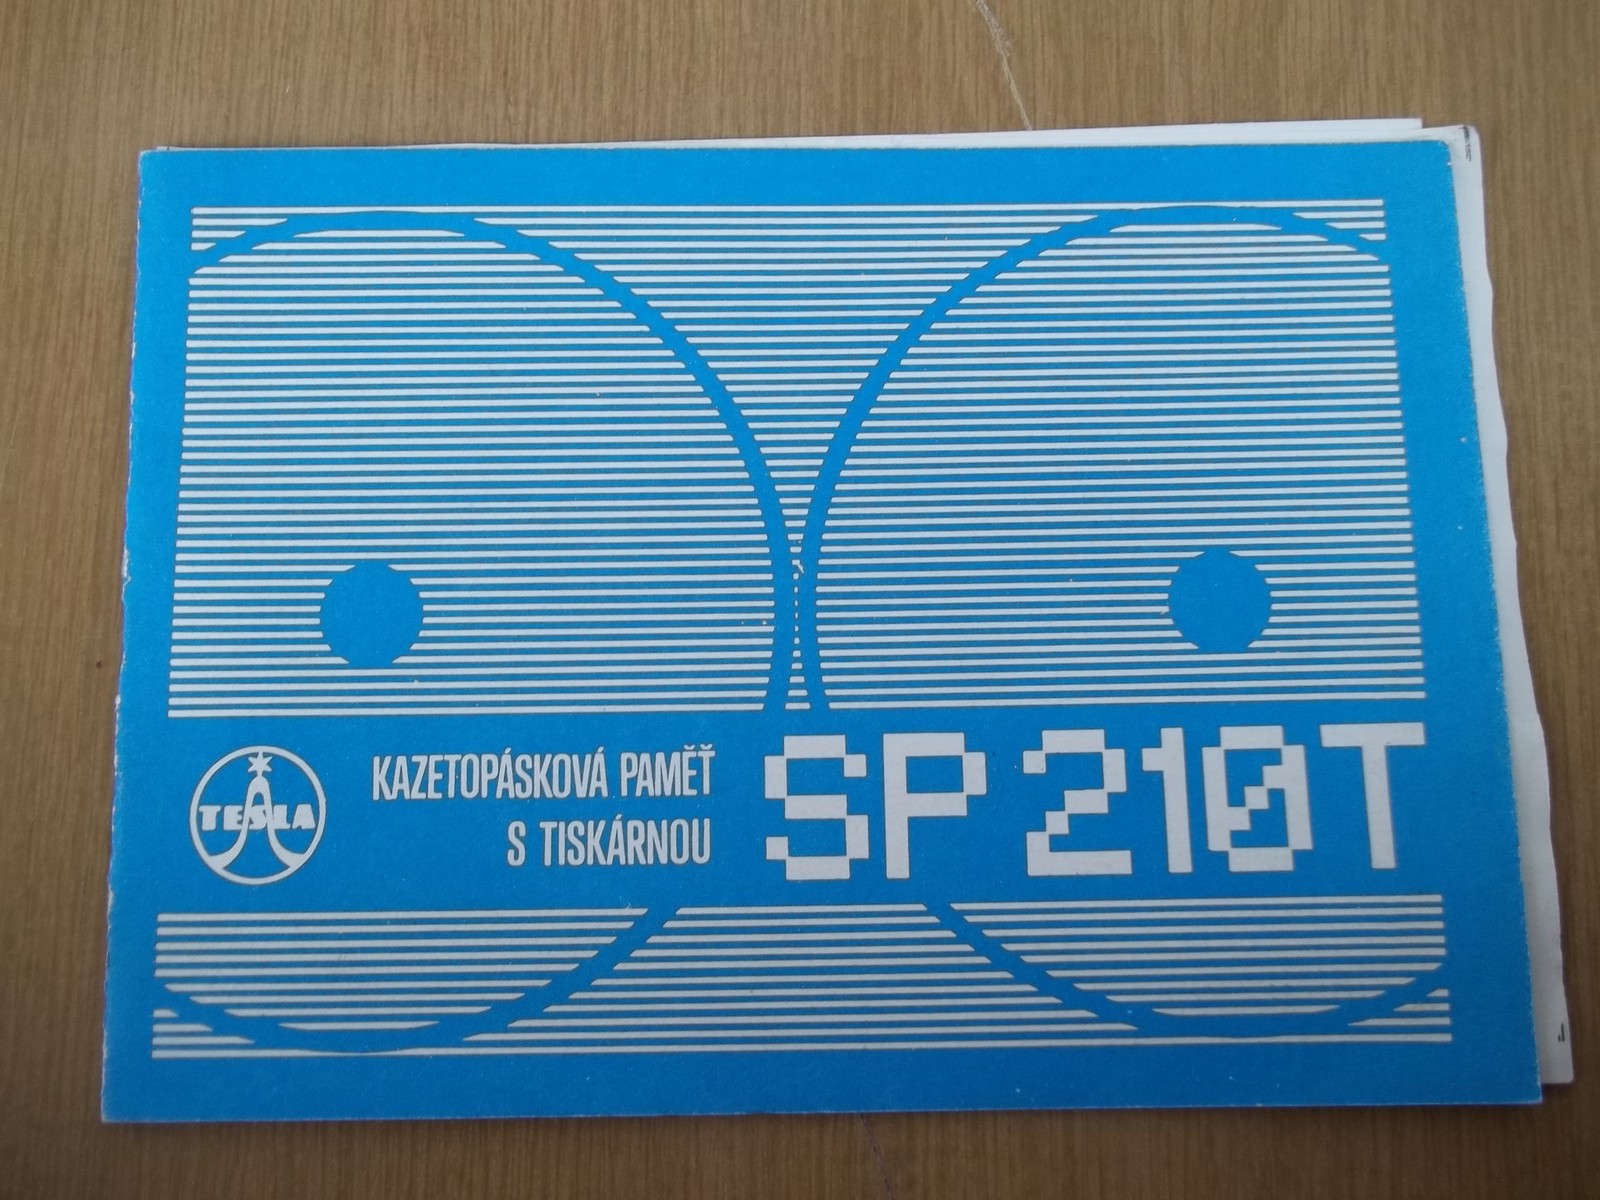 TESLA
KAZETOPÁSKOVÁ PAMĚŤ
S TISKÁRNOU
SP 210T